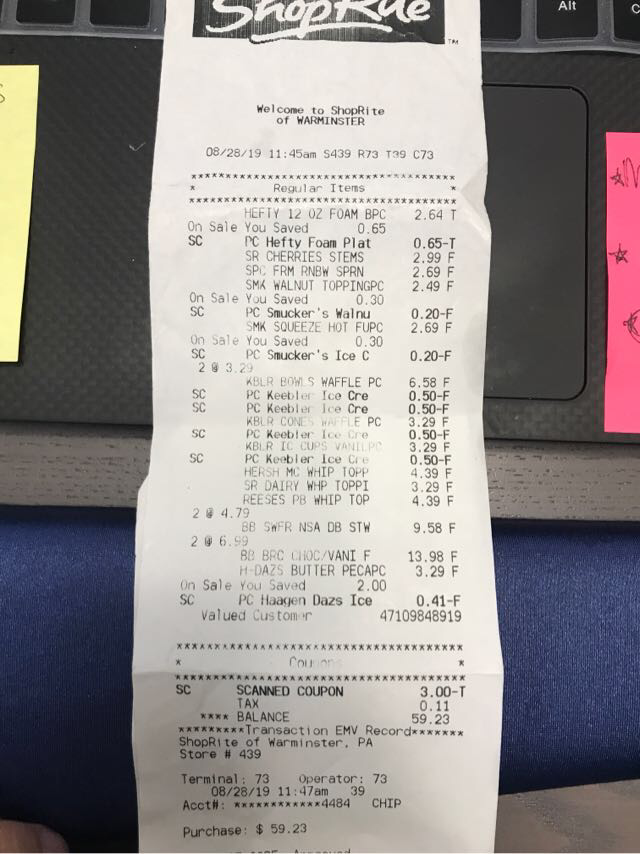 ShopRite
TM
Welcome to ShopRite
of WARMINSTER
08/28/19 11:45am S439 R73 T39 C73
************************************
* Regular Items *
************************************
HEFTY 12 OZ FOAM BPC 2.64 T
On Sale You Saved 0.65
SC PC Hefty Foam Plat 0.65-T
SR CHERRIES STEMS 2.99 F
SPC FRM RNBW SPRN 2.69 F
SMK WALNUT TOPPINGPC 2.49 F
On Sale You Saved 0.30
SC PC Smucker's Walnu 0.20-F
SMK SQUEEZE HOT FUPC 2.69 F
On Sale You Saved 0.30
SC PC Smucker's Ice C 0.20-F
2 @ 3.29
KBLR BOWLS WAFFLE PC 6.58 F
SC PC Keebler Ice Cre 0.50-F
SC PC Keebler Ice Cre 0.50-F
KBLR CONES WAFFLE PC 3.29 F
SC PC Keebler Ice Cre 0.50-F
KBLR IC CUPS VANILPC 3.29 F
SC PC Keebler Ice Cre 0.50-F
HERSH MC WHIP TOPP 4.39 F
SR DAIRY WHP TOPPI 3.29 F
REESES PB WHIP TOP 4.39 F
2 @ 4.79
BB SWFR NSA DB STW 9.58 F
2 @ 6.99
BB BRC CHOC/VANI F 13.98 F
H-DAZS BUTTER PECAPC 3.29 F
On Sale You Saved 2.00
SC PC Haagen Dazs Ice 0.41-F
Valued Customer 47109848919
************************************
* Coupons *
************************************
SC SCANNED COUPON 3.00-T
TAX 0.11
**** BALANCE 59.23
*********Transaction EMV Record*******
ShopRite of Warminster, PA
Store # 439
Terminal: 73 Operator: 73
08/28/19 11:47am 39
Acct#: ************4484 CHIP
Purchase: $ 59.23
Alt